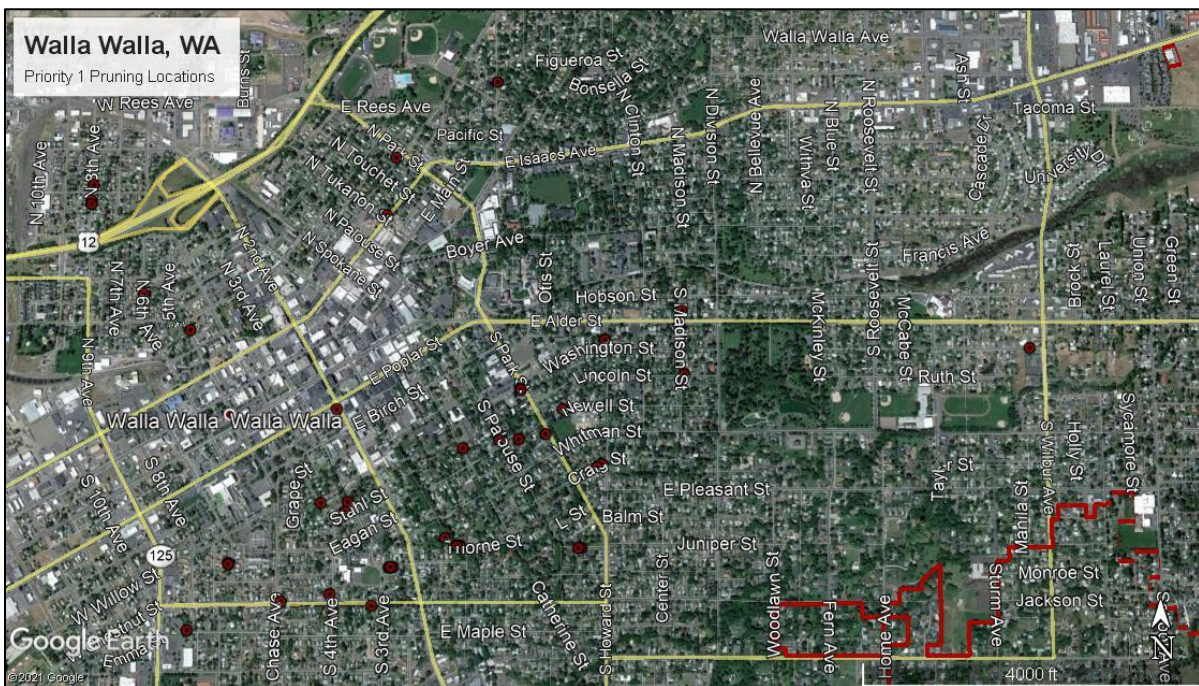 Walla Walla, WA
Priority 1 Pruning Locations
Burns St
Figueroa St
Bonsella St
Walla Walla Ave
W Rees Ave
E Rees Ave
Ash St
Tacoma St
N Park St
Pacific St
N Clinton St
N Division St
N Bellevue Ave
N Blue St
N Roosevelt St
N 10th Ave
N 8th Ave
N Touchet St
N Tukanon St
E Main St
E Isaacs Ave
N Madison St
Cascade Dr
University Dr
12
N 2nd Ave
N Palouse St
N Spokane St
Boyer Ave
Otis St
Francis Ave
N 7th Ave
N 6th Ave
5th Ave
N 3rd Ave
Hobson St
S Madison St
McKinley St
S Roosevelt St
McCabe St
Brock St
Laurel St
Union St
Green St
N 9th Ave
E Alder St
E Poplar St
S Park St
Washington St
Lincoln St
Ruth St
Walla Walla
Walla Walla
E Birch St
S Palouse St
Newell St
Whitman St
Craig St
S Wilbur Ave
Holly St
Sycamore St
S 10th Ave
S 8th Ave
Grape St
Stahl St
Eagan St
E Pleasant St
L St
Balm St
Manila St
125
Thorne St
Juniper St
W Willow St
Chase Ave
S 4th Ave
S 3rd Ave
Catherine St
S Howard St
Center St
Woodlawn St
Fern Ave
Home Ave
Sturm Ave
Monroe St
Jackson St
Emma St
E Maple St
Google Earth
© 2021 Google
4000 ft
N